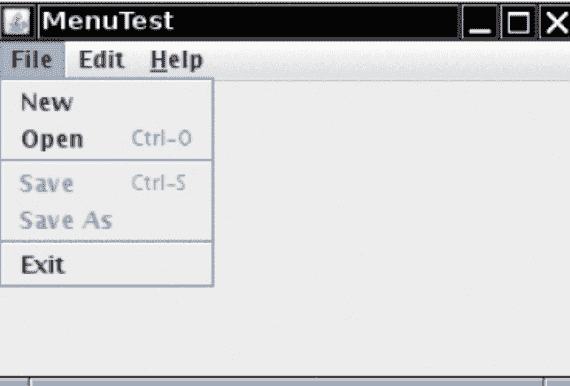 MenuTest
File Edit Help
New
Open Ctrl-O
Save Ctrl-S
Save As
Exit